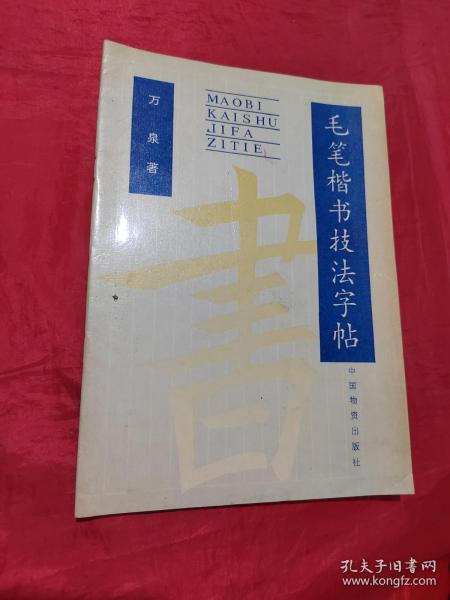 万泉著
MAOBI
KAISHU
JIFA
ZITIE
毛笔楷书技法字帖
書
中国物资出版社
孔夫子旧书网
www.kongfz.com